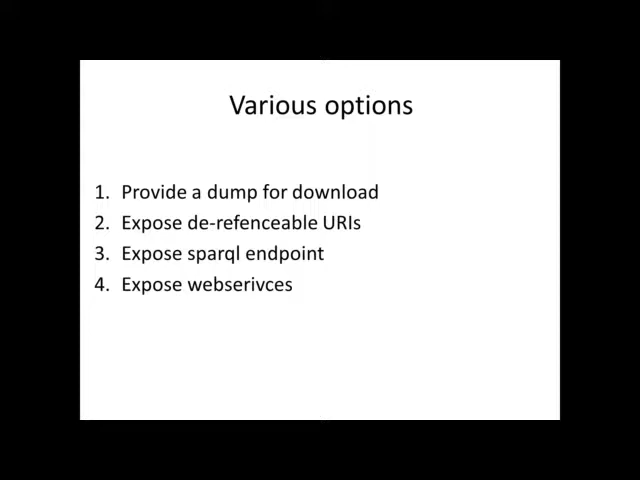 Various options
1. Provide a dump for download
2. Expose de-refenceable URIs
3. Expose sparql endpoint
4. Expose webserivces